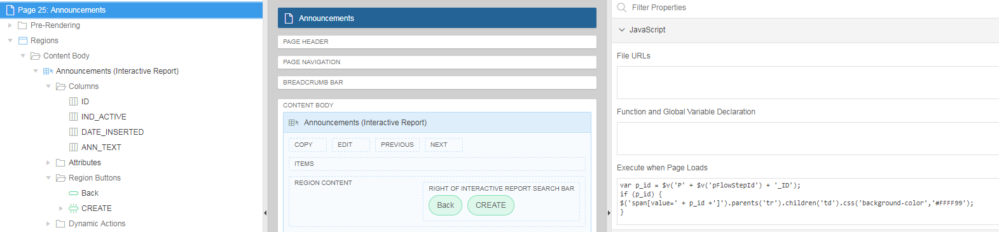 Page 25: Announcements
Pre-Rendering
Regions
Content Body
Announcements (Interactive Report)
Columns
ID
IND_ACTIVE
DATE_INSERTED
ANN_TEXT
Attributes
Region Buttons
Back
CREATE
Dynamic Actions
Announcements
PAGE HEADER
PAGE NAVIGATION
BREADCRUMB BAR
CONTENT BODY
Announcements (Interactive Report)
COPY EDIT PREVIOUS NEXT
ITEMS
REGION CONTENT
RIGHT OF INTERACTIVE REPORT SEARCH BAR
Back CREATE
Filter Properties
JavaScript
File URLs
Function and Global Variable Declaration
Execute when Page Loads
var p_id = $v('P' + $v('pFlowStepId') + '_ID');
if (p_id) {
$('span[value=' + p_id +']').parents('tr').children('td').css('background-color','#FFFF99');
}